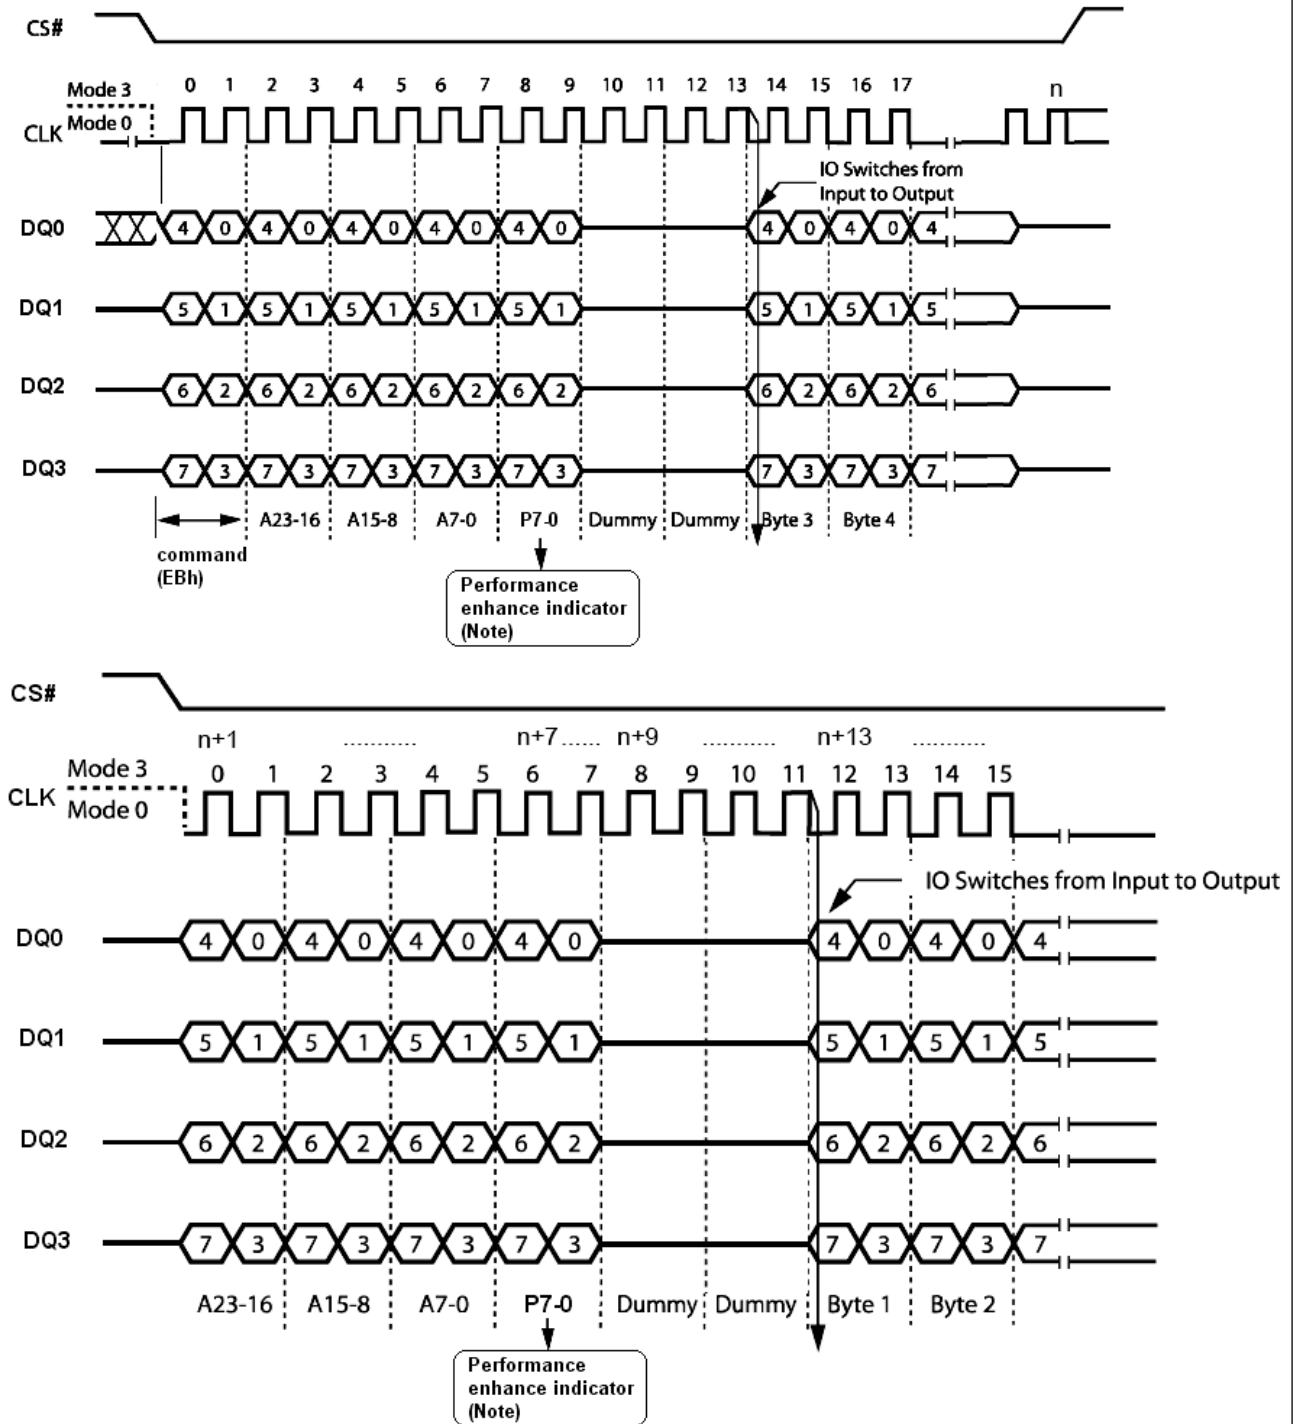 CS#
0 1 2 3 4 5 6 7 8 9 10 11 12 13 14 15 16 17 n
Mode 3
Mode 0
CLK
IO Switches from
Input to Output
DQ0 4 0 4 0 4 0 4 0 4 0 4 0 4 0 4
DQ1 5 1 5 1 5 1 5 1 5 1 5 1 5 1 5
DQ2 6 2 6 2 6 2 6 2 6 2 6 2 6 2 6
DQ3 7 3 7 3 7 3 7 3 7 3 7 3 7 3 7
A23-16 A15-8 A7-0 P7-0 Dummy Dummy Byte 3 Byte 4
command
(EBh)
Performance
enhance indicator
(Note)
CS#
n+1 ........... n+7 ...... n+9 ........... n+13 ...........
Mode 3
0 1 2 3 4 5 6 7 8 9 10 11 12 13 14 15
CLK
Mode 0
IO Switches from Input to Output
DQ0 4 0 4 0 4 0 4 0 4 0 4 0 4
DQ1 5 1 5 1 5 1 5 1 5 1 5 1 5
DQ2 6 2 6 2 6 2 6 2 6 2 6 2 6
DQ3 7 3 7 3 7 3 7 3 7 3 7 3 7
A23-16 A15-8 A7-0 P7-0 Dummy Dummy Byte 1 Byte 2
Performance
enhance indicator
(Note)